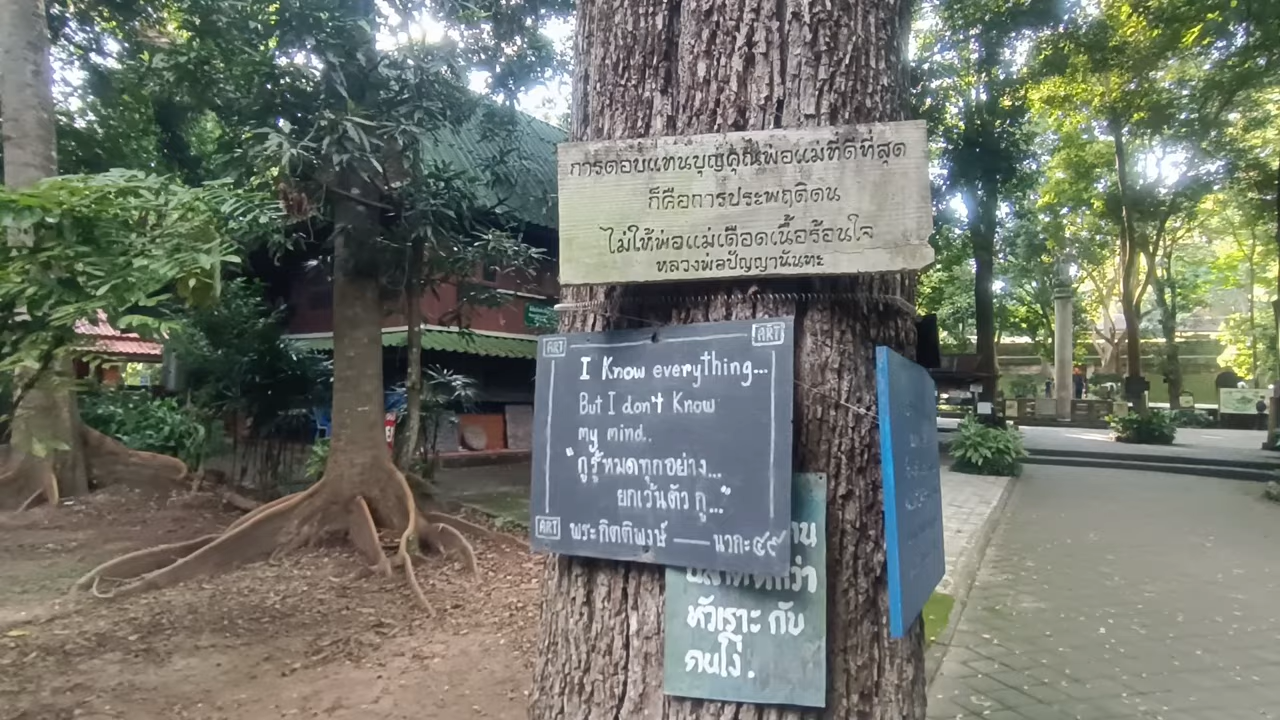 การตอบแทนบุญคุณพ่อแม่ที่ดีที่สุด
ก็คือการประพฤติตน
ไม่ให้พ่อแม่เดือดเนื้อร้อนใจ
หลวงพ่อปัญญานันทะ
ART ART
I Know everything...
But I don't Know
my mind..
"กูรู้หมดทุกอย่าง...
ยกเว้นตัวกู..."
ART พระกิตติพงษ์ — นวกะ๔๙
หัวเราะ กับ
คนโง่.